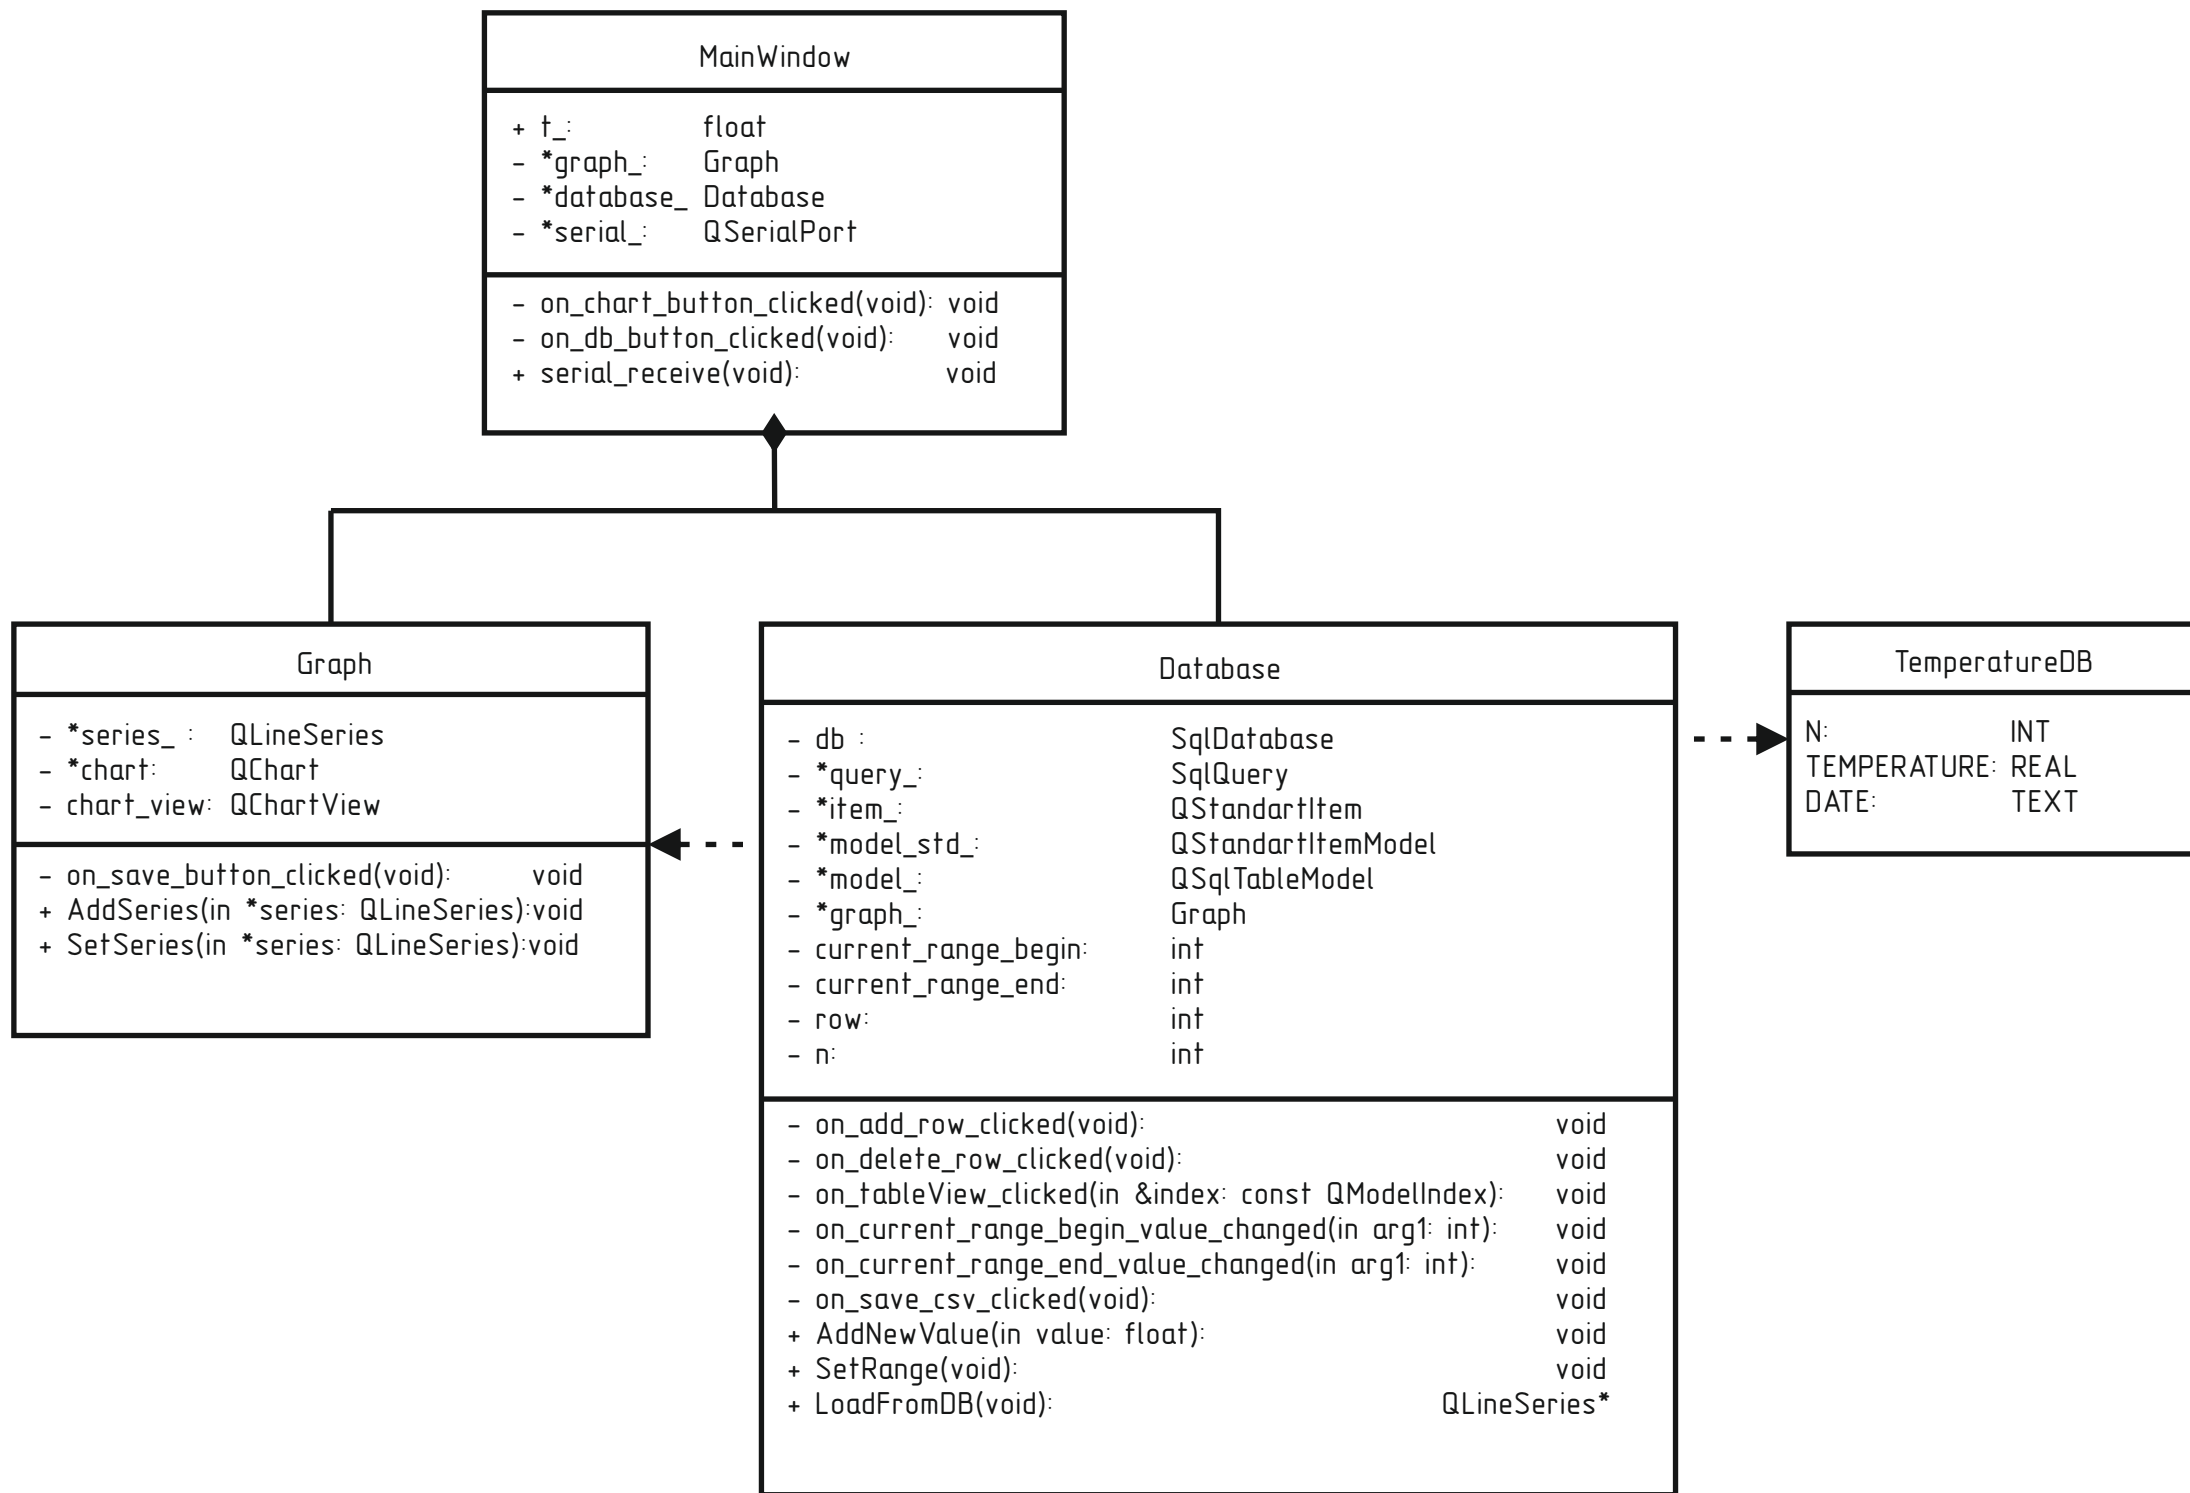 MainWindow
+ t_: float
- *graph_: Graph
- *database_ Database
- *serial_: QSerialPort
- on_chart_button_clicked(void): void
- on_db_button_clicked(void): void
+ serial_receive(void): void
Graph
- *series_ : QLineSeries
- *chart: QChart
- chart_view: QChartView
- on_save_button_clicked(void): void
+ AddSeries(in *series: QLineSeries):void
+ SetSeries(in *series: QLineSeries):void
Database
- db : SqlDatabase
- *query_: SqlQuery
- *item_: QStandartItem
- *model_std_: QStandartItemModel
- *model_: QSqlTableModel
- *graph_: Graph
- current_range_begin: int
- current_range_end: int
- row: int
- n: int
- on_add_row_clicked(void): void
- on_delete_row_clicked(void): void
- on_tableView_clicked(in &index: const QModelIndex): void
- on_current_range_begin_value_changed(in arg1: int): void
- on_current_range_end_value_changed(in arg1: int): void
- on_save_csv_clicked(void): void
+ AddNewValue(in value: float): void
+ SetRange(void): void
+ LoadFromDB(void): QLineSeries*
TemperatureDB
N: INT
TEMPERATURE: REAL
DATE: TEXT